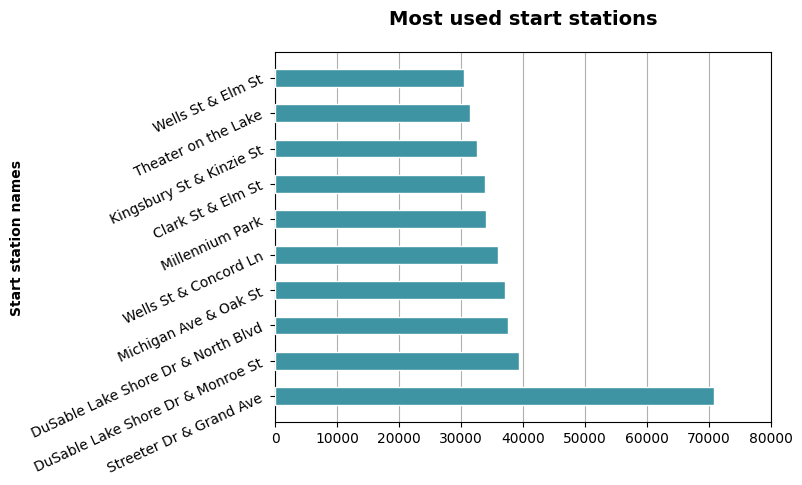 Most used start stations
Start station names
Wells St & Elm St
Theater on the Lake
Kingsbury St & Kinzie St
Clark St & Elm St
Millennium Park
Wells St & Concord Ln
Michigan Ave & Oak St
DuSable Lake Shore Dr & North Blvd
DuSable Lake Shore Dr & Monroe St
Streeter Dr & Grand Ave
0 10000 20000 30000 40000 50000 60000 70000 80000